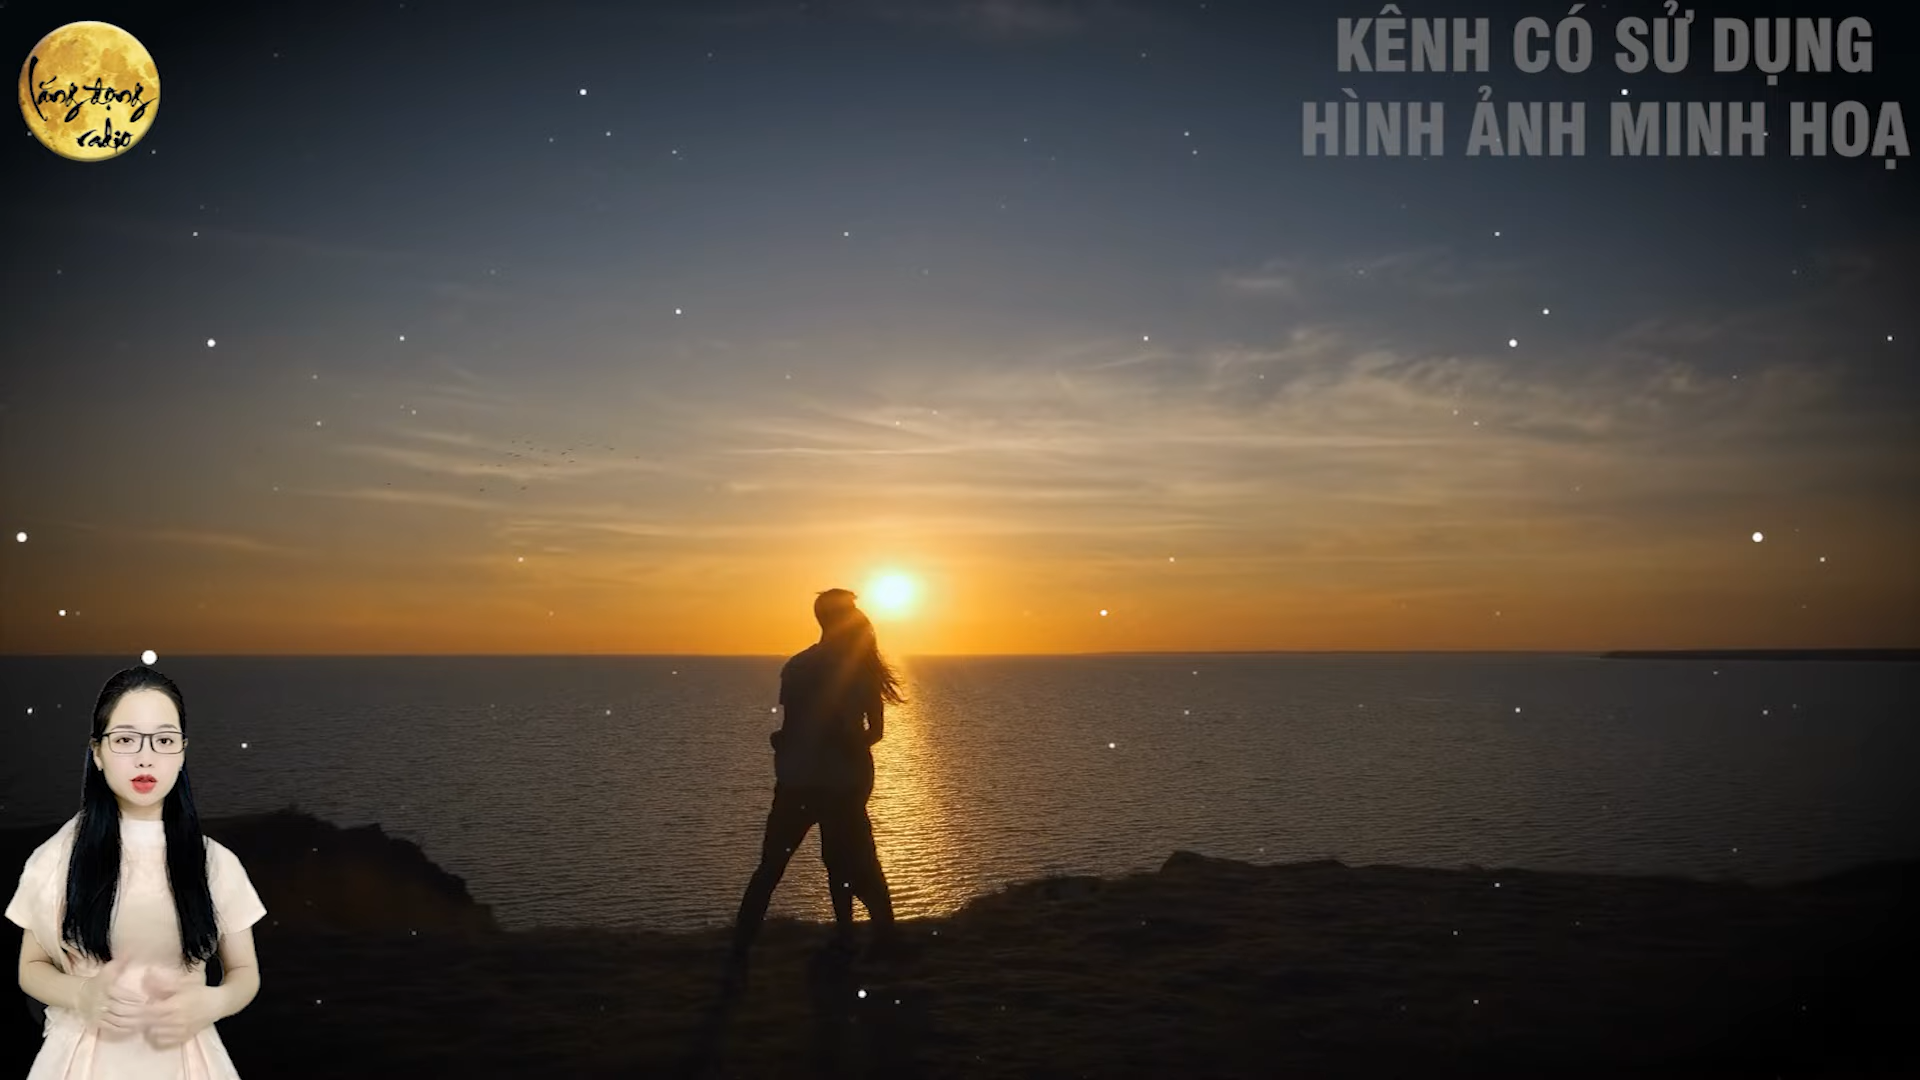 lắng đọng
radio
KÊNH CÓ SỬ DỤNG
HÌNH ẢNH MINH HOẠ